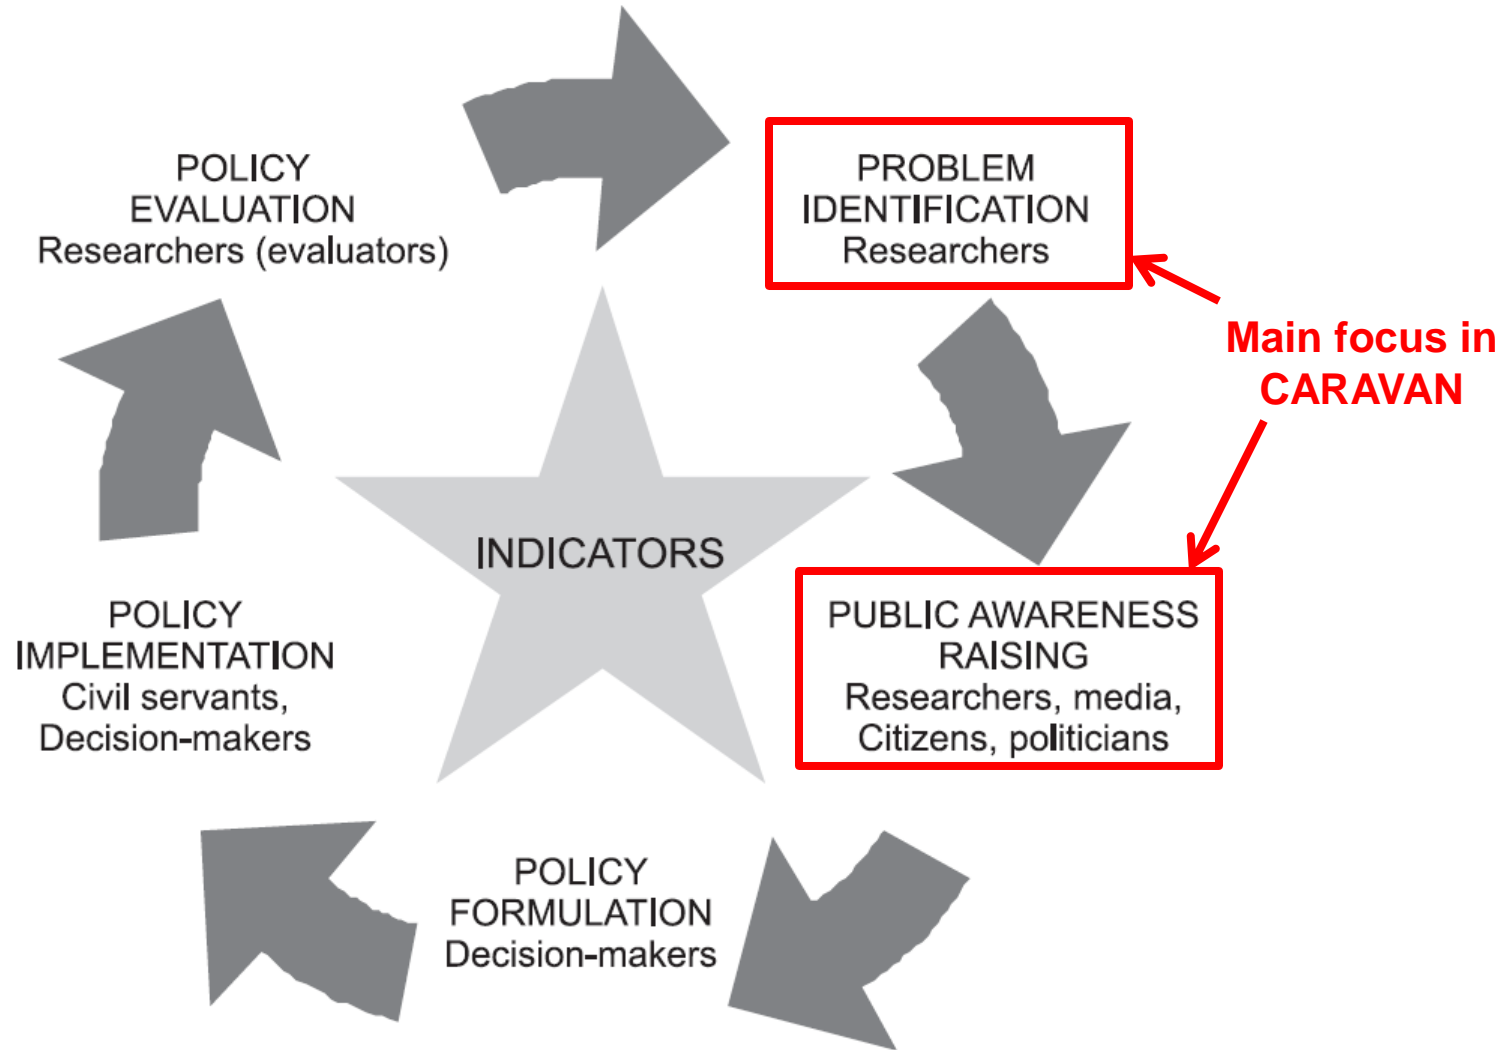 POLICY
EVALUATION
Researchers (evaluators)
PROBLEM
IDENTIFICATION
Researchers
Main focus in
CARAVAN
INDICATORS
PUBLIC AWARENESS
RAISING
Researchers, media,
Citizens, politicians
POLICY
FORMULATION
Decision-makers
POLICY
IMPLEMENTATION
Civil servants,
Decision-makers